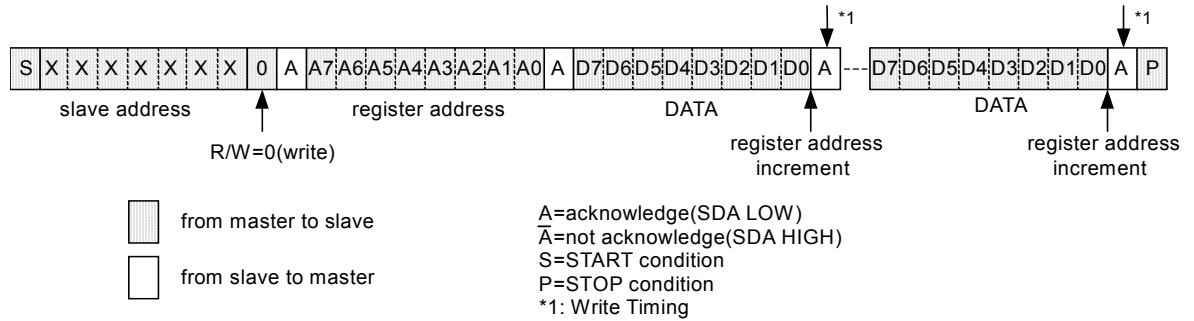 *1 *1
S X X X X X X X 0 A A7 A6 A5 A4 A3 A2 A1 A0 A D7 D6 D5 D4 D3 D2 D1 D0 A D7 D6 D5 D4 D3 D2 D1 D0 A P
slave address register address DATA DATA
R/W=0(write)
register address
increment
register address
increment
from master to slave
from slave to master
A=acknowledge(SDA LOW)
A̅=not acknowledge(SDA HIGH)
S=START condition
P=STOP condition
*1: Write Timing